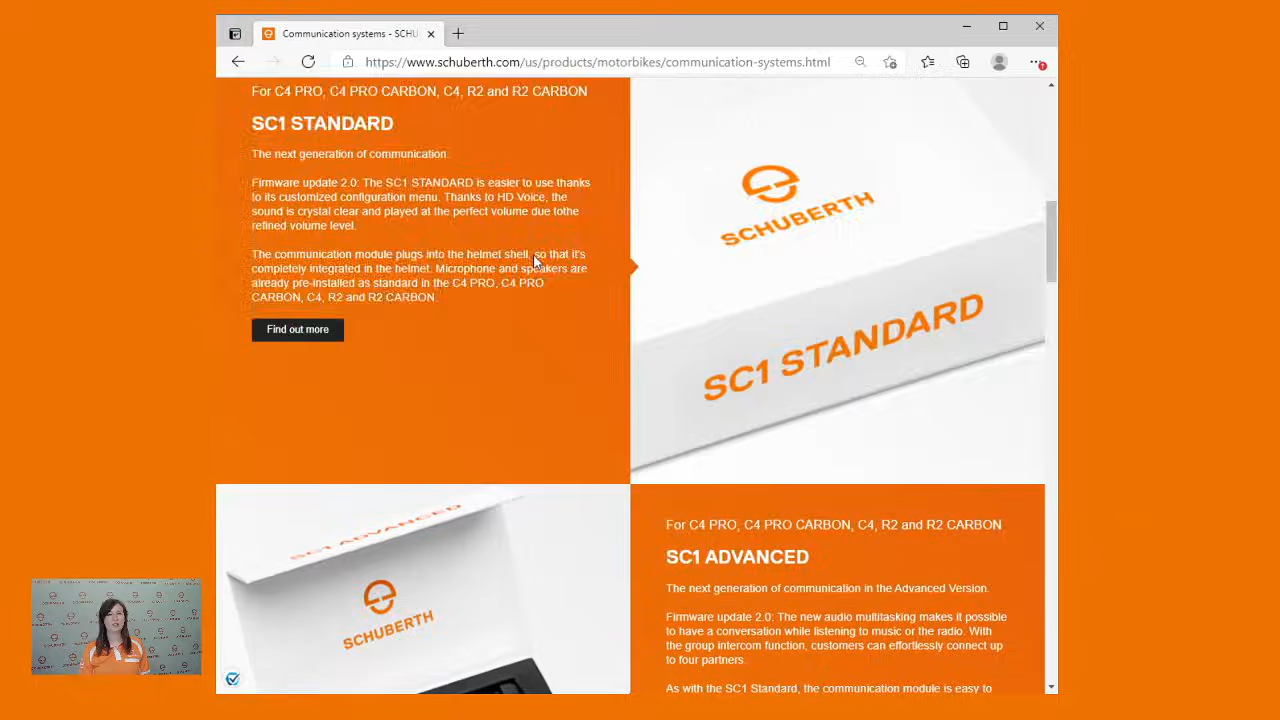 Communication systems - SCHU
https://www.schuberth.com/us/products/motorbikes/communication-systems.html
For C4 PRO, C4 PRO CARBON, C4, R2 and R2 CARBON
SC1 STANDARD
The next generation of communication.
Firmware update 2.0: The SC1 STANDARD is easier to use thanks
to its customized configuration menu. Thanks to HD Voice, the
sound is crystal clear and played at the perfect volume due tothe
refined volume level.
The communication module plugs into the helmet shell, so that it's
completely integrated in the helmet. Microphone and speakers are
already pre-installed as standard in the C4 PRO, C4 PRO
CARBON, C4, R2 and R2 CARBON.
Find out more
SCHUBERTH
SC1 STANDARD
SC1 ADVANCED
SCHUBERTH
For C4 PRO, C4 PRO CARBON, C4, R2 and R2 CARBON
SC1 ADVANCED
The next generation of communication in the Advanced Version.
Firmware update 2.0: The new audio multitasking makes it possible
to have a conversation while listening to music or the radio. With
the group intercom function, customers can effortlessly connect up
to four partners.
As with the SC1 Standard, the communication module is easy to